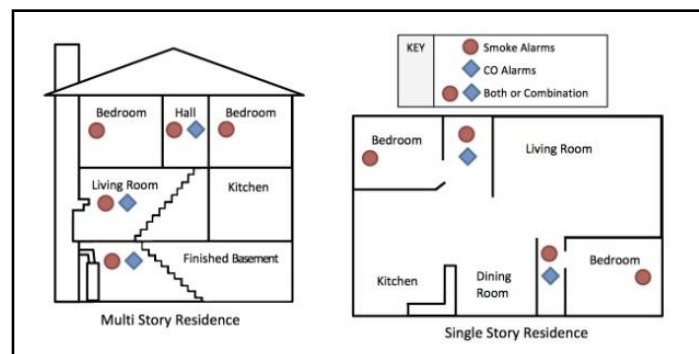 KEY
Smoke Alarms
CO Alarms
Both or Combination
Bedroom
Hall
Bedroom
Living Room
Kitchen
Finished Basement
Multi Story Residence
Bedroom
Living Room
Kitchen
Dining
Room
Bedroom
Single Story Residence